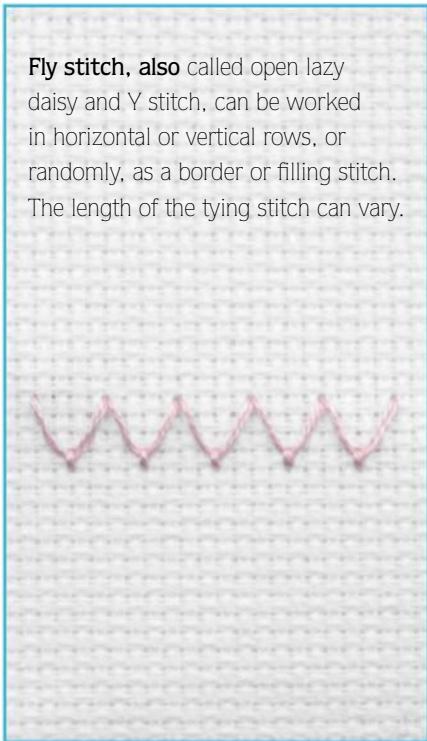 Fly stitch, also called open lazy
daisy and Y stitch, can be worked
in horizontal or vertical rows, or
randomly, as a border or filling stitch.
The length of the tying stitch can vary.